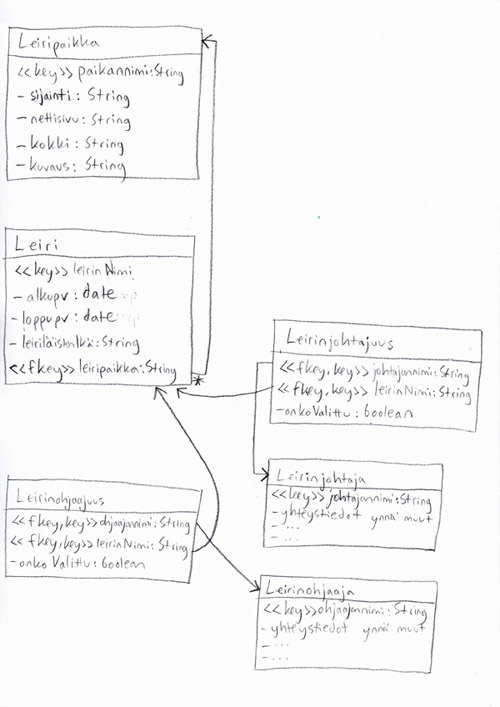 Leiripaikka
<<key>> paikannimi:String
- sijainti: String
- nettisivu: String
- kokki: String
- kuvaus: String
Leiri
<<key>> leirinNimi
- alkupv: date
- loppupv: date
- leiriläistenlkä: String
<<fkey>> leiripaikka:String
*
Leirinjohtajuus
<<fkey, key>> johtajannimi: String
<<fkey, key>> leirinNimi: String
- onkoValittu: boolean
Leirinjohtaja
<<key>> johtajannimi: String
- yhteystiedot ynnä muut
- ...
- ...
Leirinohjaajuus
<<fkey, key>> ohjaajannimi: String
<<fkey, key>> leirinNimi: String
- onkoValittu: boolean
Leirinohjaaja
<<key>> ohjaajannimi: String
- yhteystiedot ynnä muut
- ...
- ...